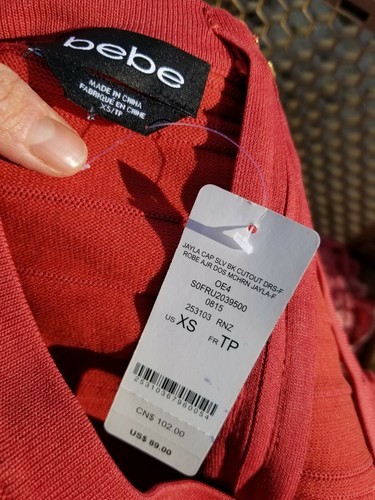 bebe
MADE IN CHINA
FABRIQUÉ EN CHINE
XS/TP
JAYLA CAP SLV BK CUTOUT DRS-F
ROBE AJR DOS MCHRN JAYLA-F
OE4
S0FRU2039500
0815
253103 RNZ
US XS FR TP
25310367960054
CN$ 102.00
US$ 89.00